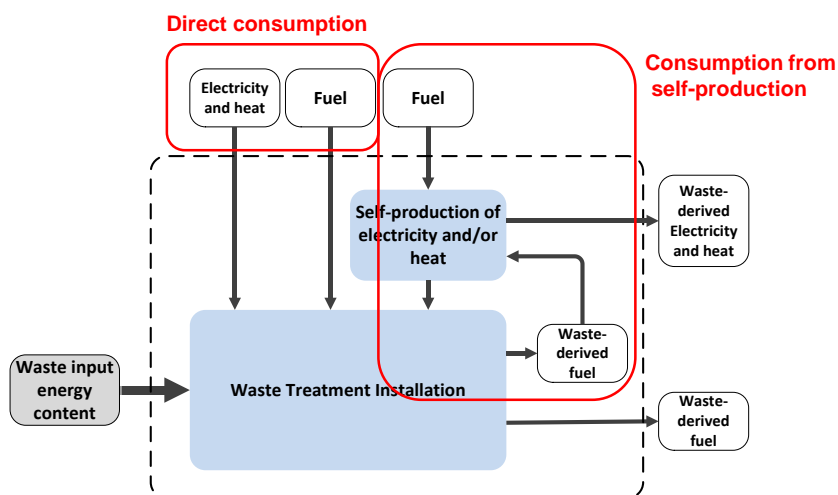 Direct consumption
Consumption from
self-production
Electricity
and heat
Fuel
Fuel
Waste-
derived
Electricity
and heat
Self-production of
electricity and/or
heat
Waste-
derived
fuel
Waste input
energy
content
Waste Treatment Installation
Waste-
derived
fuel